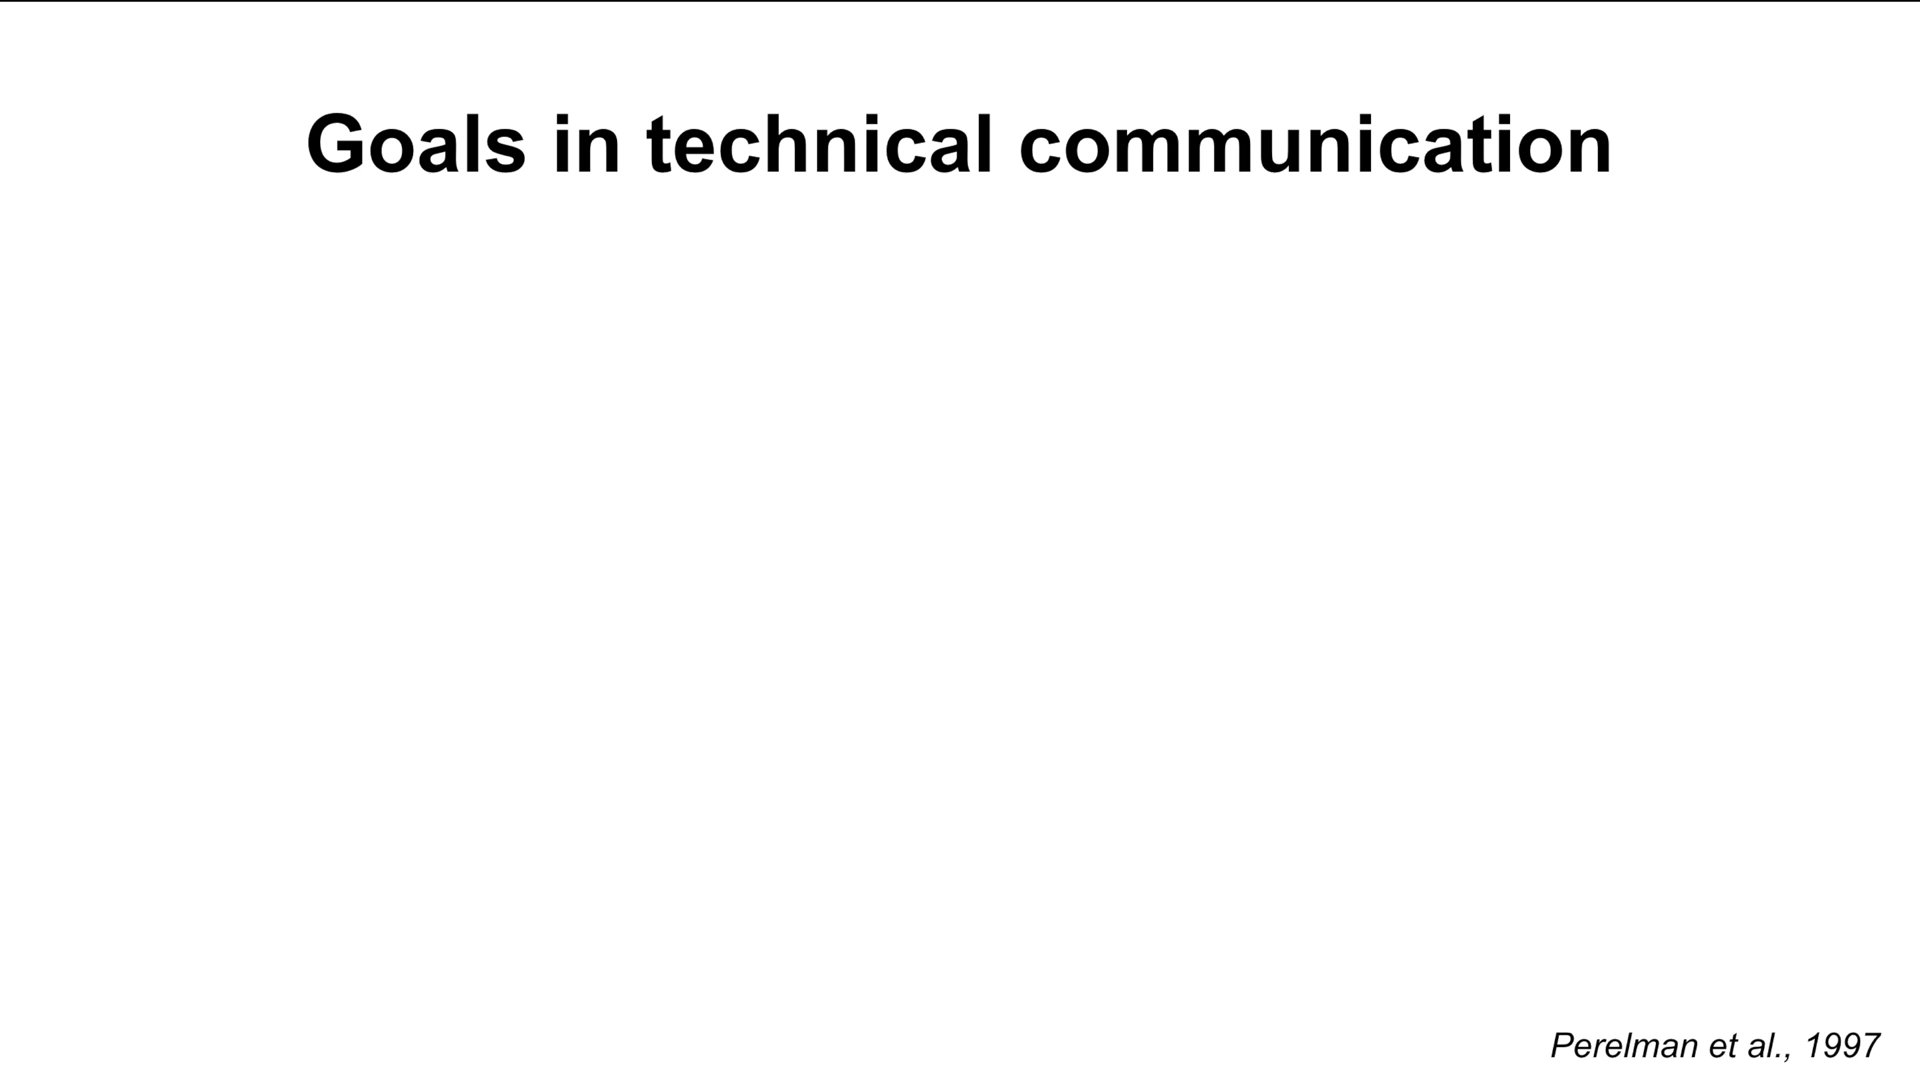 Goals in technical communication
Perelman et al., 1997